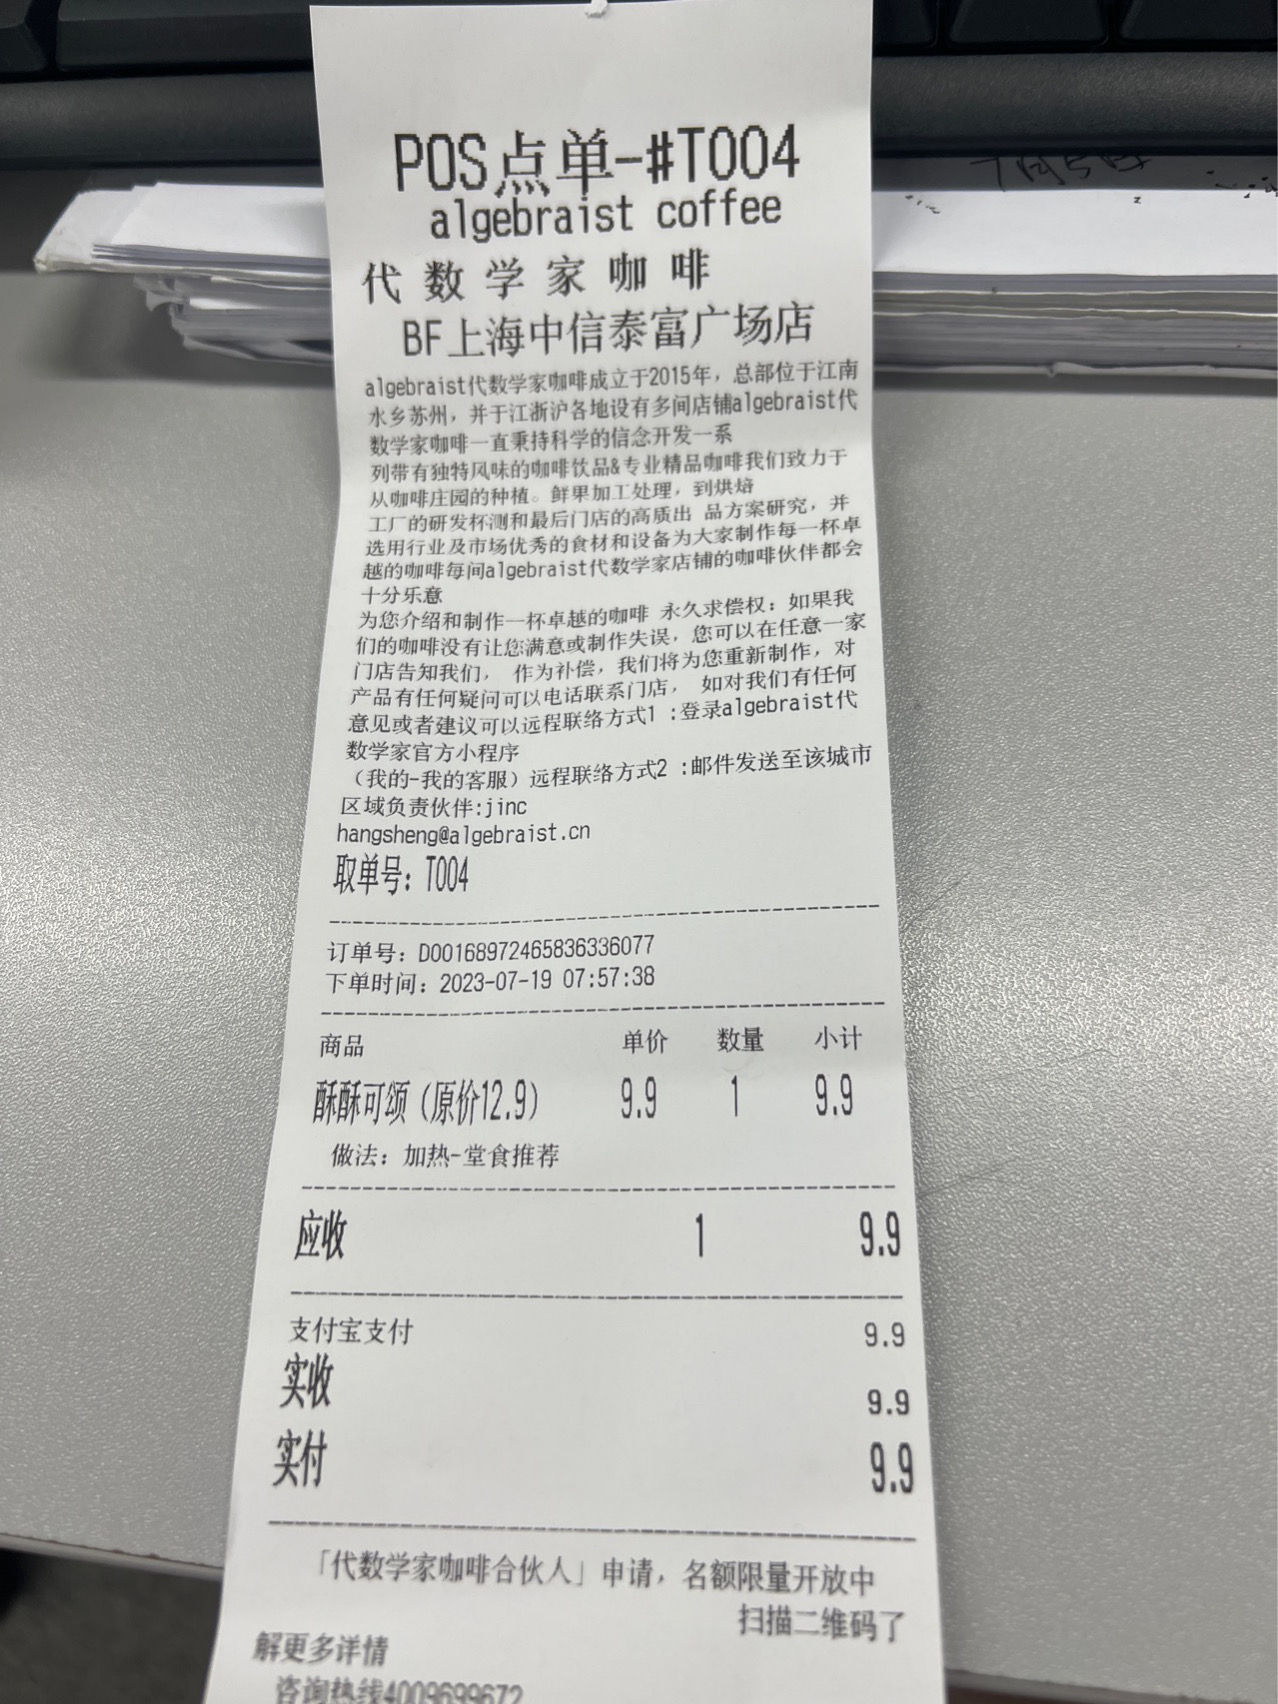 POS点单-#T004
algebraist coffee
代数学家咖啡
BF上海中信泰富广场店
algebraist代数学家咖啡成立于2015年，总部位于江南
水乡苏州，并于江浙沪各地设有多间店铺algebraist代
数学家咖啡一直秉持科学的信念开发一系
列带有独特风味的咖啡饮品&专业精品咖啡我们致力于
从咖啡庄园的种植。鲜果加工处理，到烘焙
工厂的研发杯测和最后门店的高质出 品方案研究，并
选用行业及市场优秀的食材和设备为大家制作每一杯卓
越的咖啡每间algebraist代数学家店铺的咖啡伙伴都会
十分乐意
为您介绍和制作一杯卓越的咖啡 永久求偿权：如果我
们的咖啡没有让您满意或制作失误，您可以在任意一家
门店告知我们， 作为补偿，我们将为您重新制作，对
产品有任何疑问可以电话联系门店， 如对我们有任何
意见或者建议可以远程联络方式1 :登录algebraist代
数学家官方小程序
（我的-我的客服）远程联络方式2 :邮件发送至该城市
区域负责伙伴:jinc
hangsheng@algebraist.cn
取单号：T004
订单号：D00168972465836336077
下单时间：2023-07-19 07:57:38
商品 单价 数量 小计
酥酥可颂（原价12.9） 9.9 1 9.9
做法：加热-堂食推荐
应收 1 9.9
支付宝支付 9.9
实收 9.9
实付 9.9
「代数学家咖啡合伙人」申请，名额限量开放中
扫描二维码了
解更多详情
咨询热线4009699672